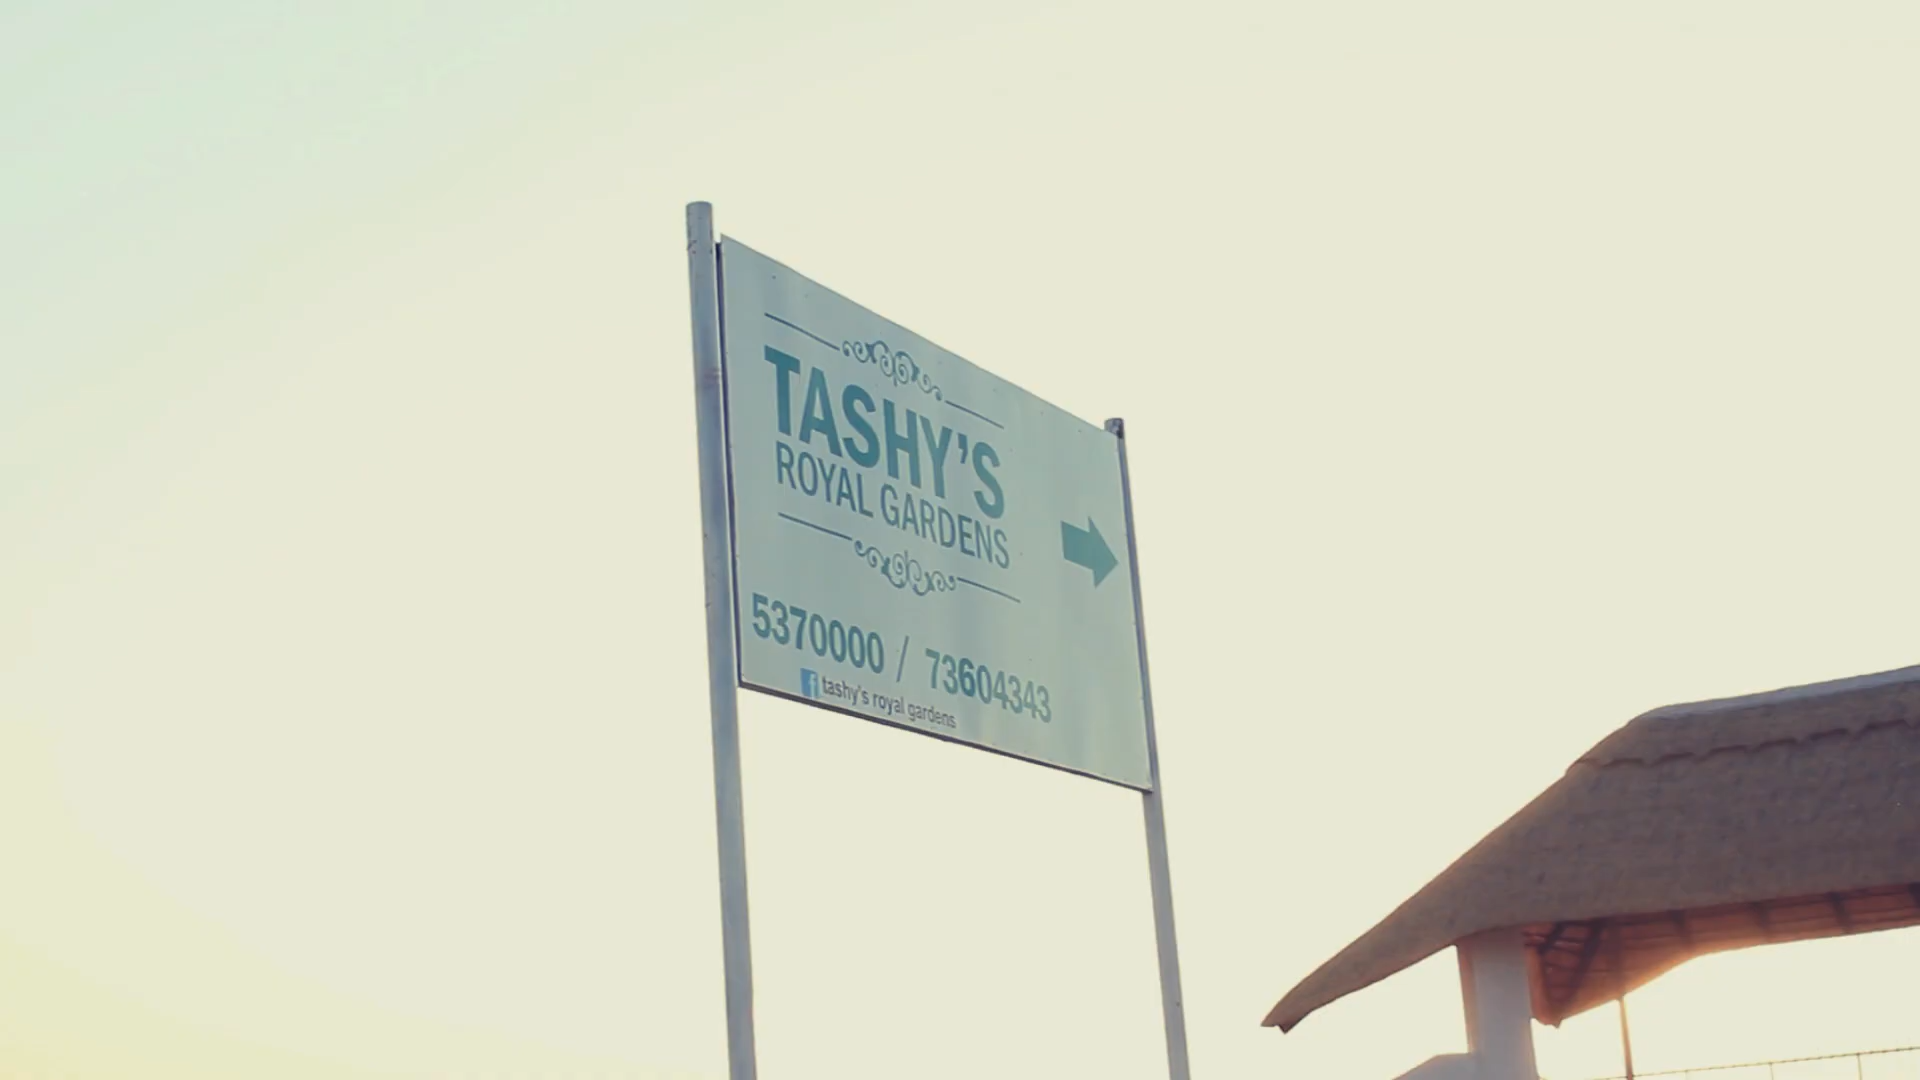 TASHY'S
ROYAL GARDENS
5370000 / 73604343
tashy's royal gardens